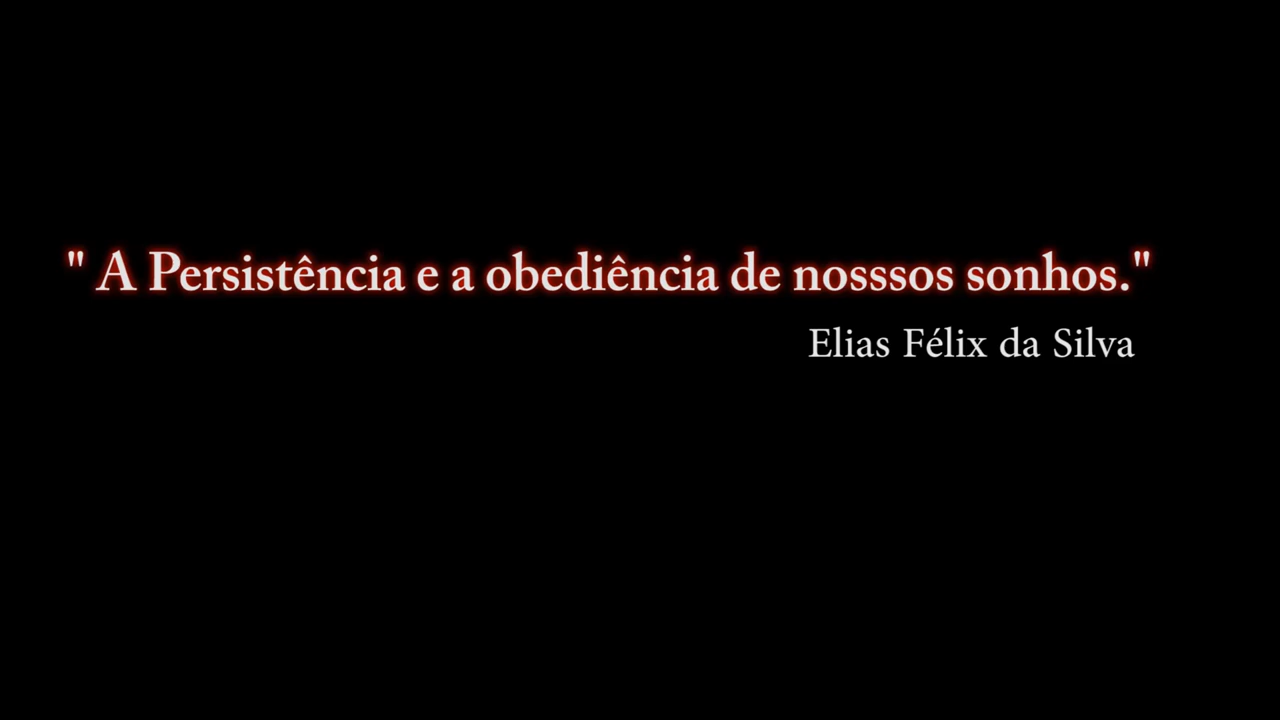 " A Persistência e a obediência de nosssos sonhos."
Elias Félix da Silva